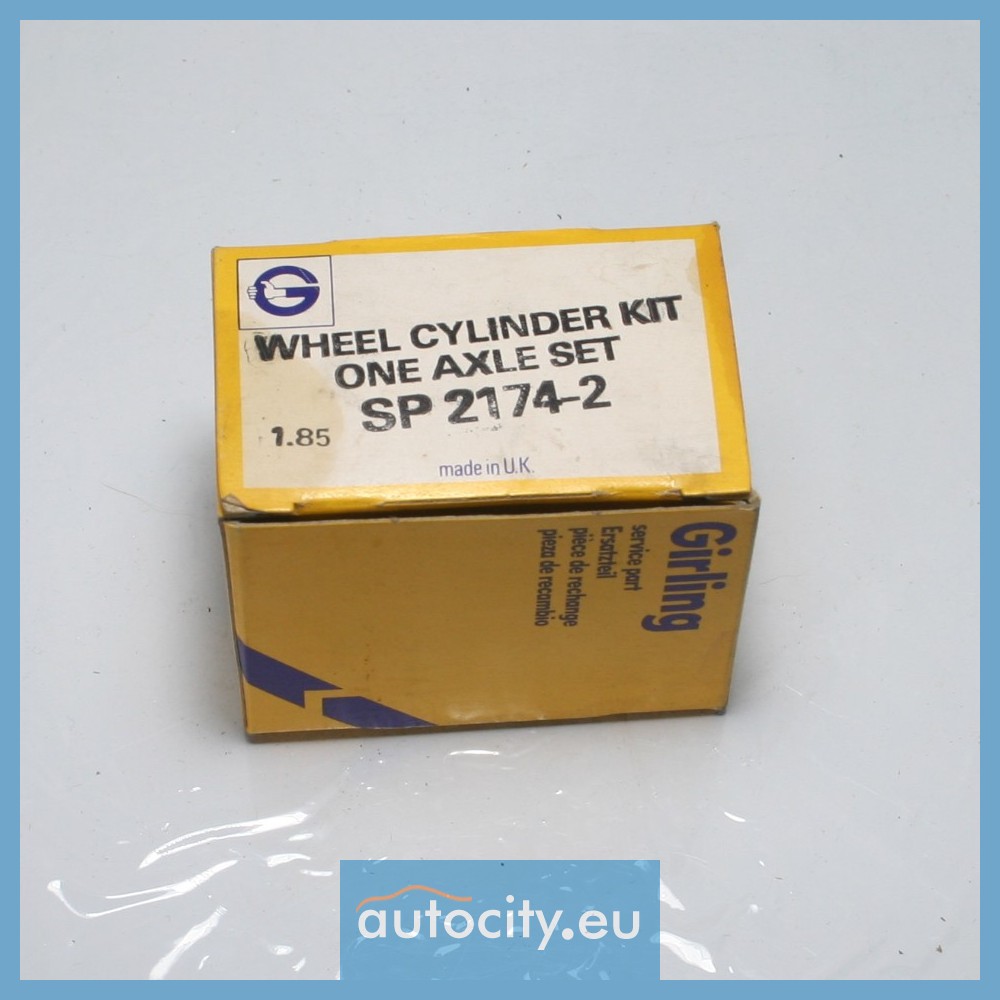 G
WHEEL CYLINDER KIT
ONE AXLE SET
SP 2174-2
1.85
made in U.K.
Girling
service part
Ersatzteil
pièce de rechange
pieza de recambio
autocity.eu